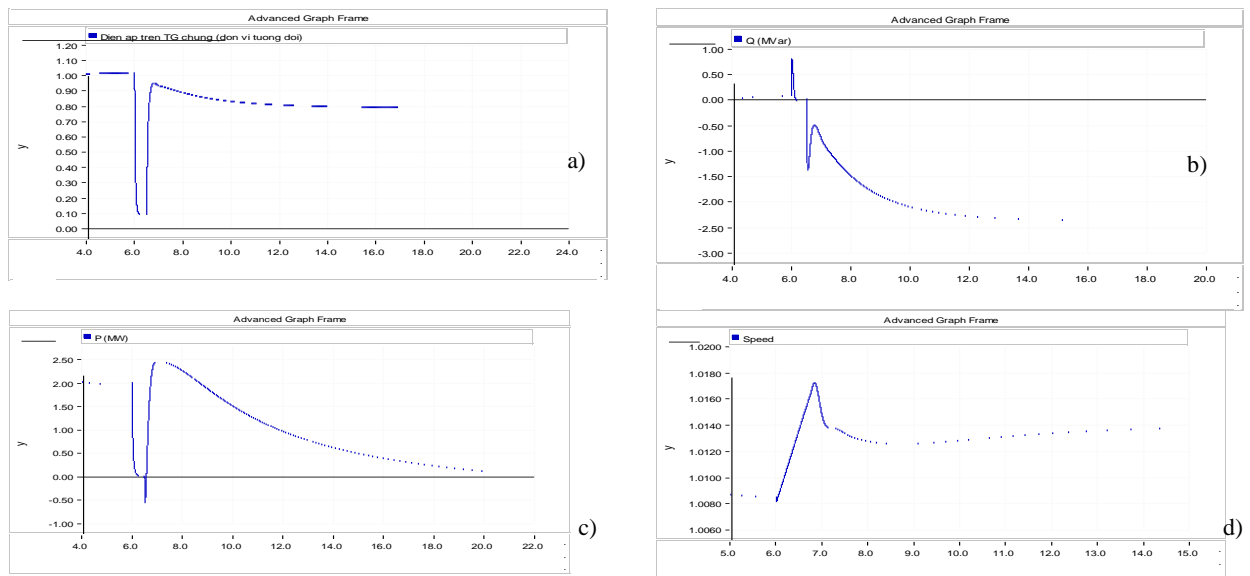 Advanced Graph Frame
Dien ap tren TG chung (don vi tuong doi)
1.20
1.10
1.00
0.90
0.80
0.70
0.60
0.50
0.40
0.30
0.20
0.10
0.00
y
4.0 6.0 8.0 10.0 12.0 14.0 16.0 18.0 20.0 22.0 24.0
a)
Advanced Graph Frame
Q (MVar)
1.00
0.50
0.00
-0.50
-1.00
-1.50
-2.00
-2.50
-3.00
y
4.0 6.0 8.0 10.0 12.0 14.0 16.0 18.0 20.0
b)
Advanced Graph Frame
P (MW)
2.50
2.00
1.50
1.00
0.50
0.00
-0.50
-1.00
y
4.0 6.0 8.0 10.0 12.0 14.0 16.0 18.0 20.0 22.0
c)
Advanced Graph Frame
Speed
1.0200
1.0180
1.0160
1.0140
1.0120
1.0100
1.0080
1.0060
y
5.0 6.0 7.0 8.0 9.0 10.0 11.0 12.0 13.0 14.0 15.0
d)